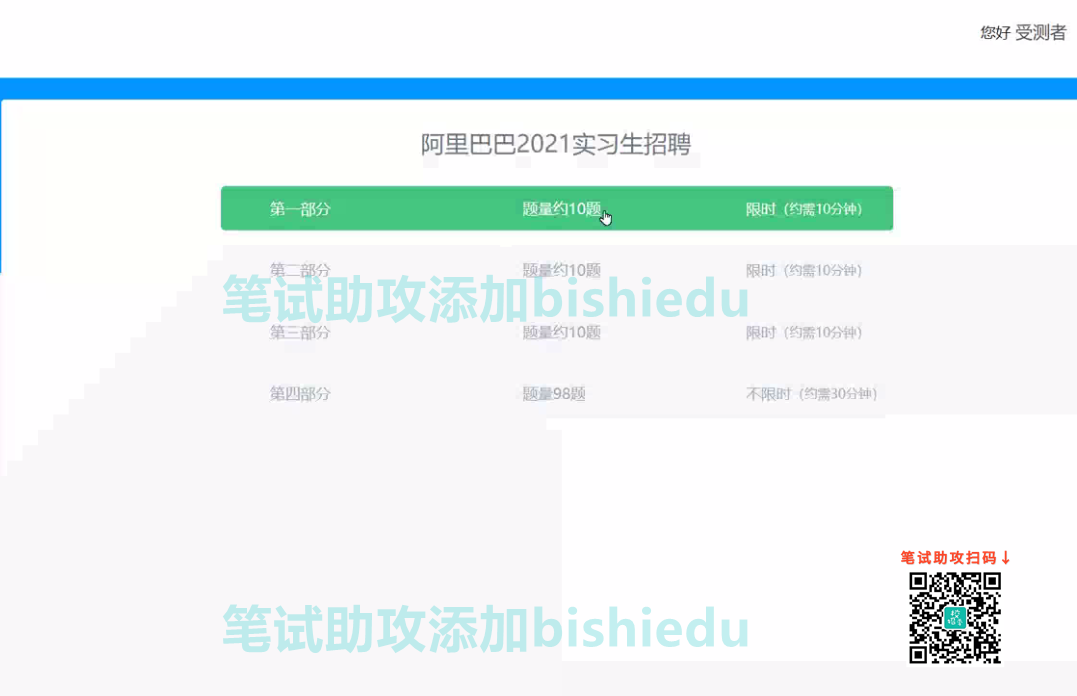 您好 受测者
阿里巴巴2021实习生招聘
第一部分 题量约10题 限时（约需10分钟）
第二部分 题量约10题 限时（约需10分钟）
笔试助攻添加bishiedu
第三部分 题量约10题 限时（约需10分钟）
第四部分 题量98题 不限时（约需30分钟）
笔试助攻扫码↓
笔试助攻添加bishiedu